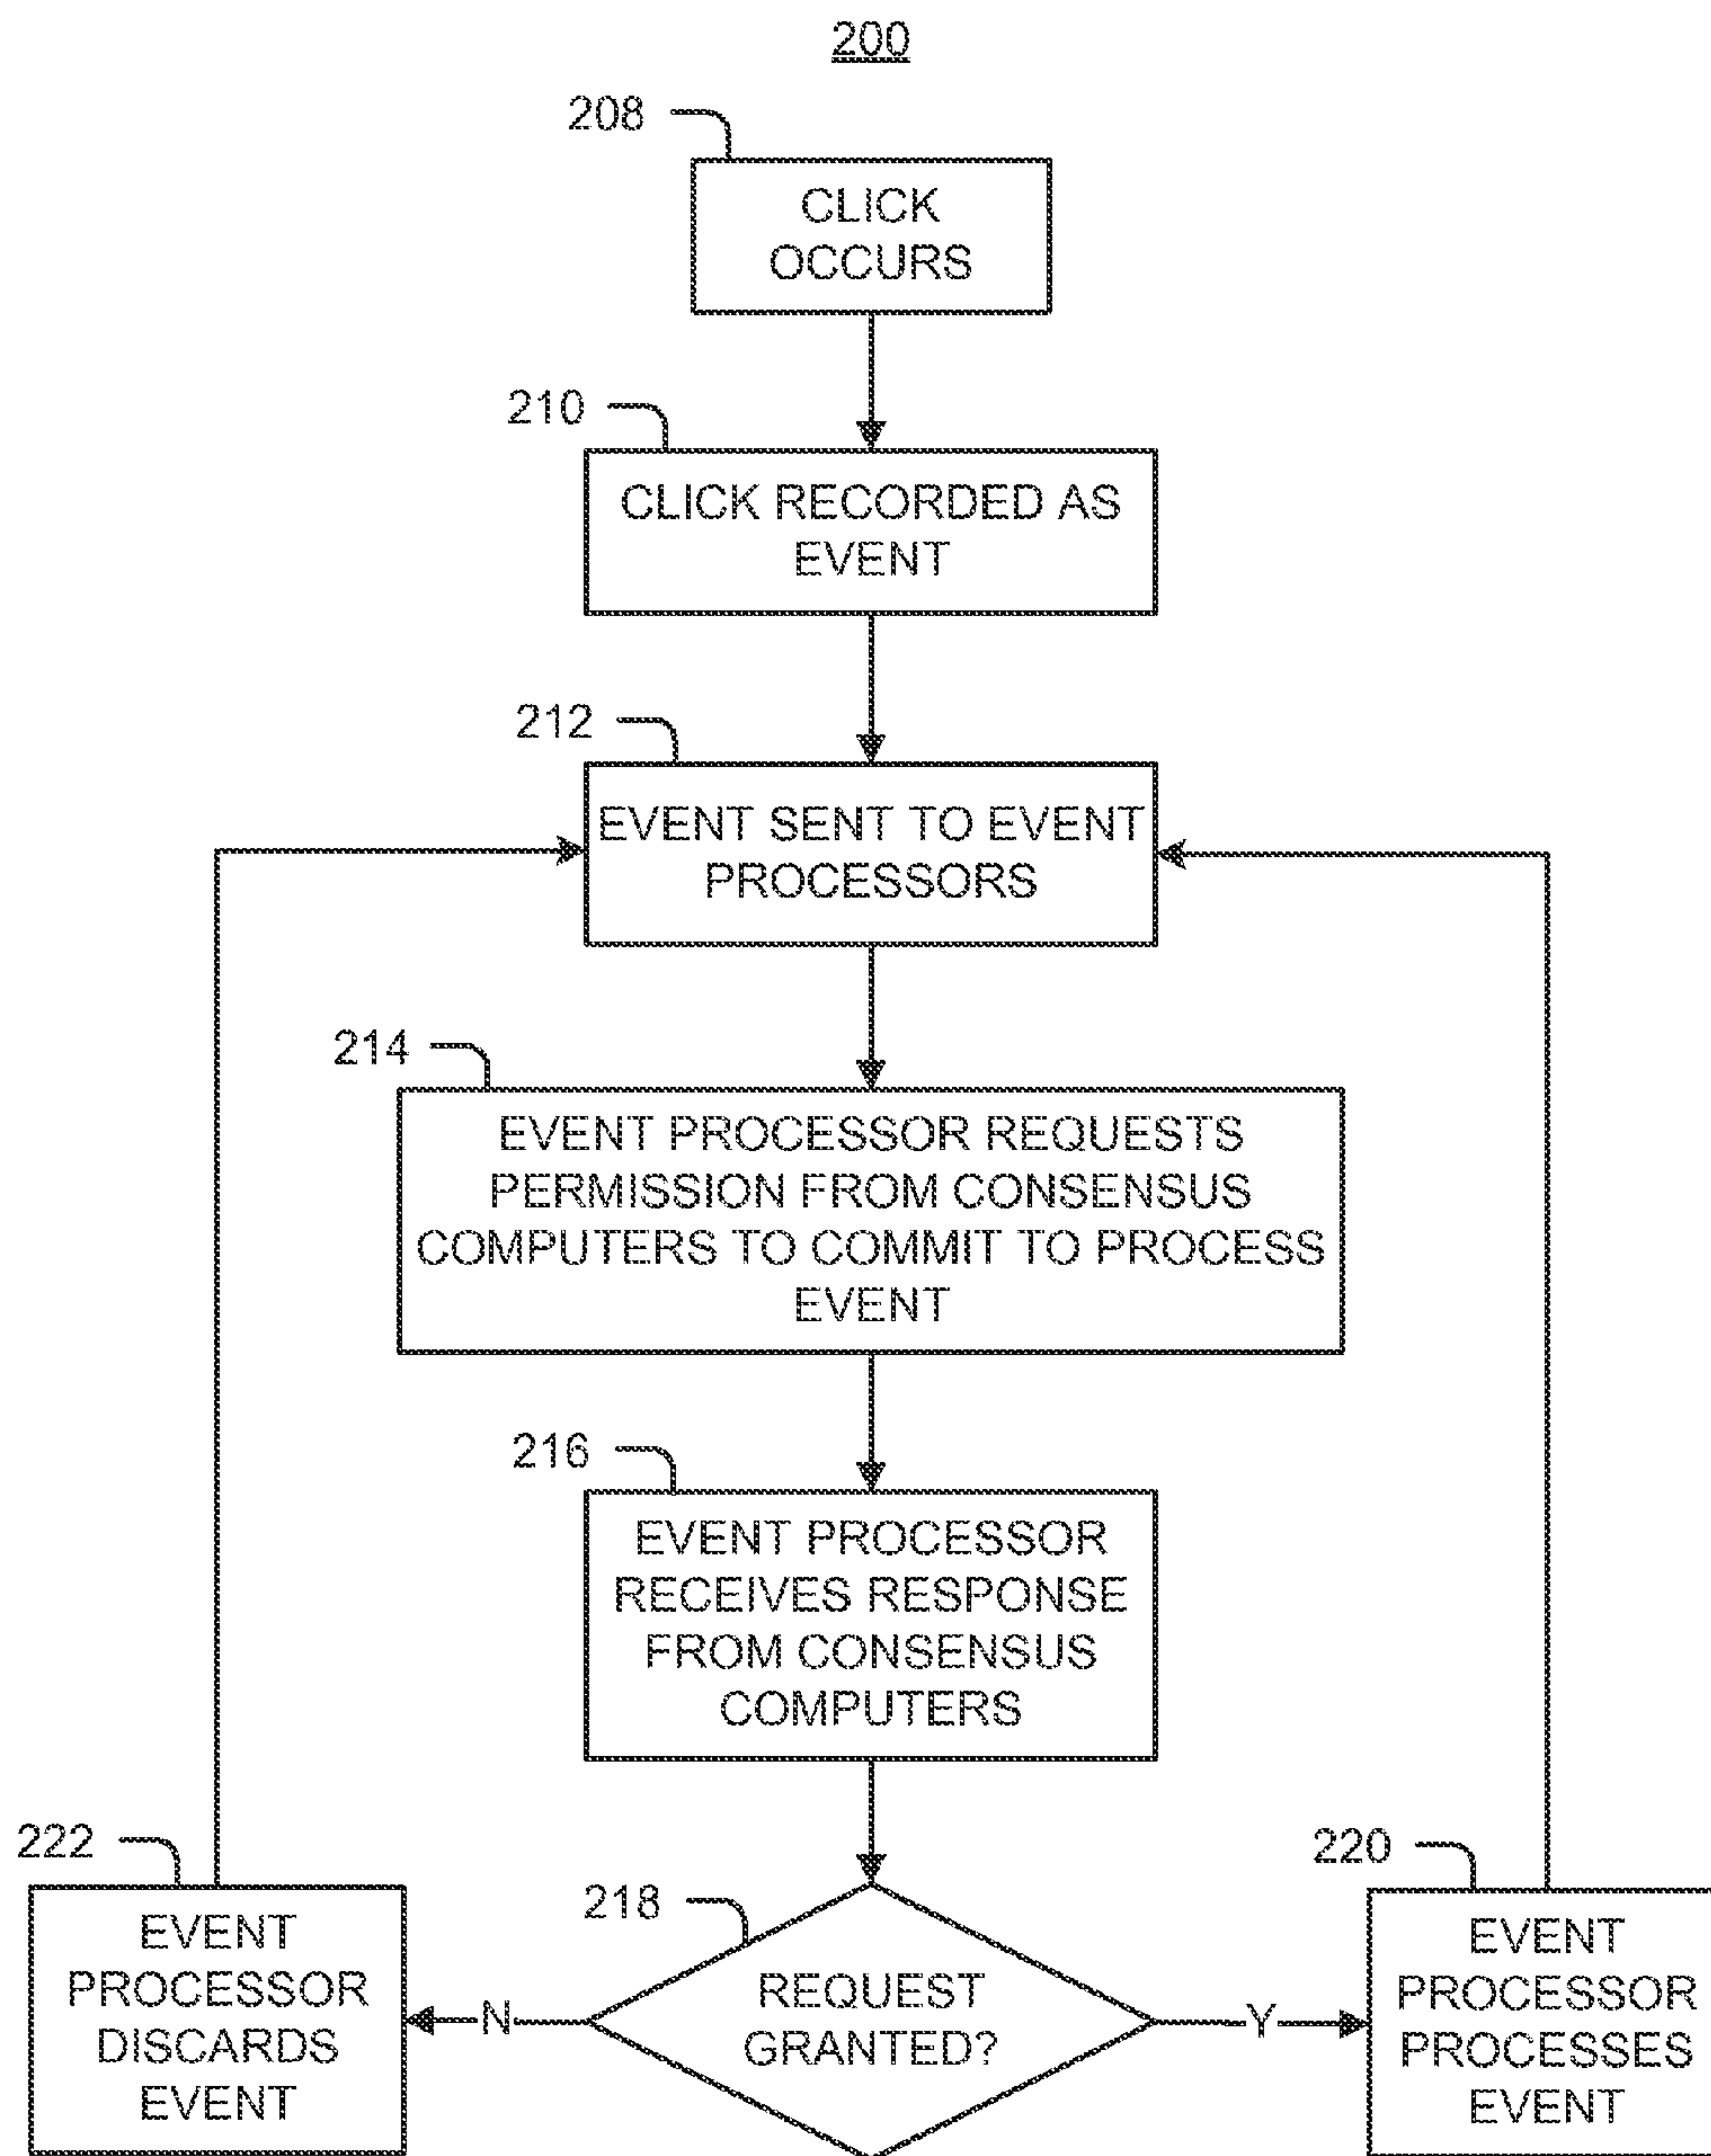 200
208
CLICK
OCCURS
210
CLICK RECORDED AS
EVENT
212
EVENT SENT TO EVENT
PROCESSORS
214
EVENT PROCESSOR REQUESTS
PERMISSION FROM CONSENSUS
COMPUTERS TO COMMIT TO PROCESS
EVENT
216
EVENT PROCESSOR
RECEIVES RESPONSE
FROM CONSENSUS
COMPUTERS
222
EVENT
PROCESSOR
DISCARDS
EVENT
N
218
REQUEST
GRANTED?
Y
220
EVENT
PROCESSOR
PROCESSES
EVENT